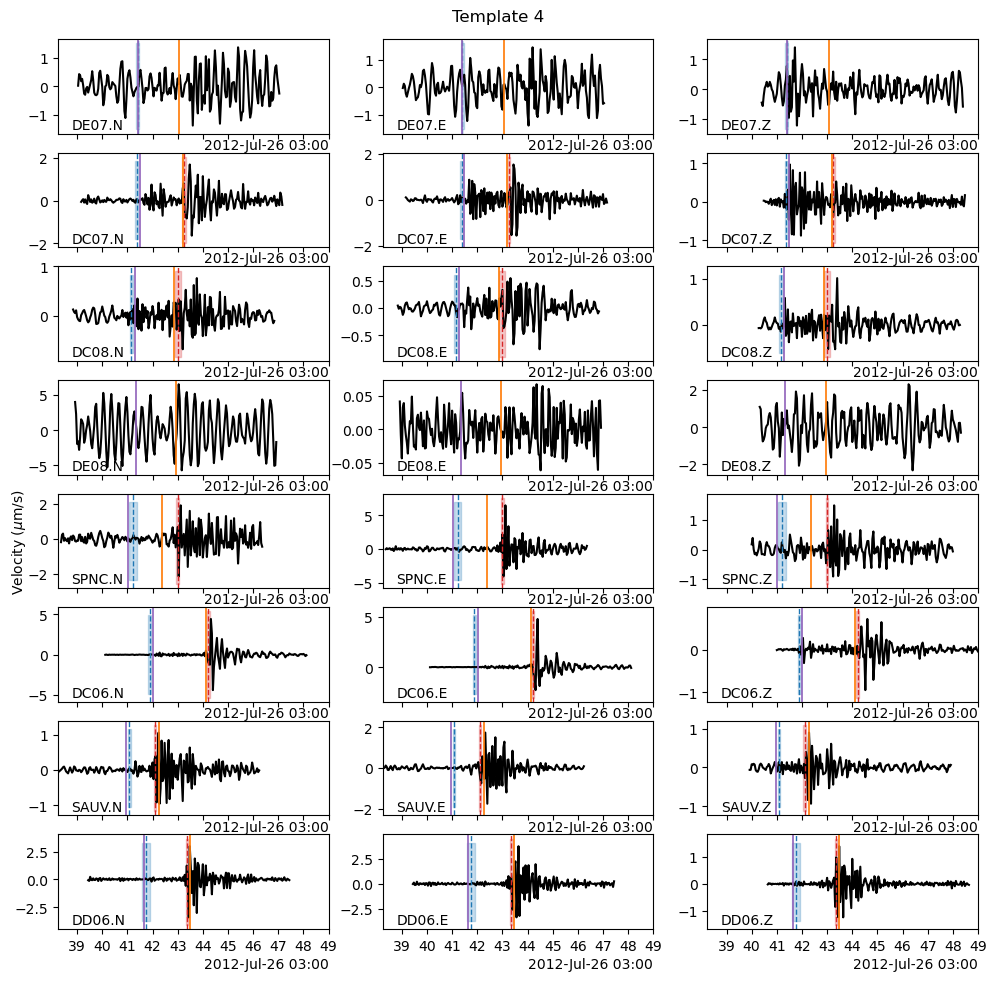 Template 4
Velocity (μm/s)
1
0
−1
DE07.N
2012-Jul-26 03:00
1
0
−1
DE07.E
2012-Jul-26 03:00
1
0
−1
DE07.Z
2012-Jul-26 03:00
2
0
−2
DC07.N
2012-Jul-26 03:00
2
0
−2
DC07.E
2012-Jul-26 03:00
1
0
−1
DC07.Z
2012-Jul-26 03:00
1
0
DC08.N
2012-Jul-26 03:00
0.5
0.0
−0.5
DC08.E
2012-Jul-26 03:00
1
0
DC08.Z
2012-Jul-26 03:00
5
0
−5
DE08.N
2012-Jul-26 03:00
0.05
0.00
−0.05
DE08.E
2012-Jul-26 03:00
2
0
−2
DE08.Z
2012-Jul-26 03:00
2
0
−2
SPNC.N
2012-Jul-26 03:00
5
0
−5
SPNC.E
2012-Jul-26 03:00
1
0
−1
SPNC.Z
2012-Jul-26 03:00
5
0
−5
DC06.N
2012-Jul-26 03:00
5
0
DC06.E
2012-Jul-26 03:00
0
−1
DC06.Z
2012-Jul-26 03:00
1
0
−1
SAUV.N
2012-Jul-26 03:00
2
0
−2
SAUV.E
2012-Jul-26 03:00
1
0
−1
SAUV.Z
2012-Jul-26 03:00
2.5
0.0
−2.5
DD06.N
39 40 41 42 43 44 45 46 47 48 49
2012-Jul-26 03:00
2.5
0.0
−2.5
DD06.E
39 40 41 42 43 44 45 46 47 48 49
2012-Jul-26 03:00
1
0
−1
DD06.Z
39 40 41 42 43 44 45 46 47 48 49
2012-Jul-26 03:00